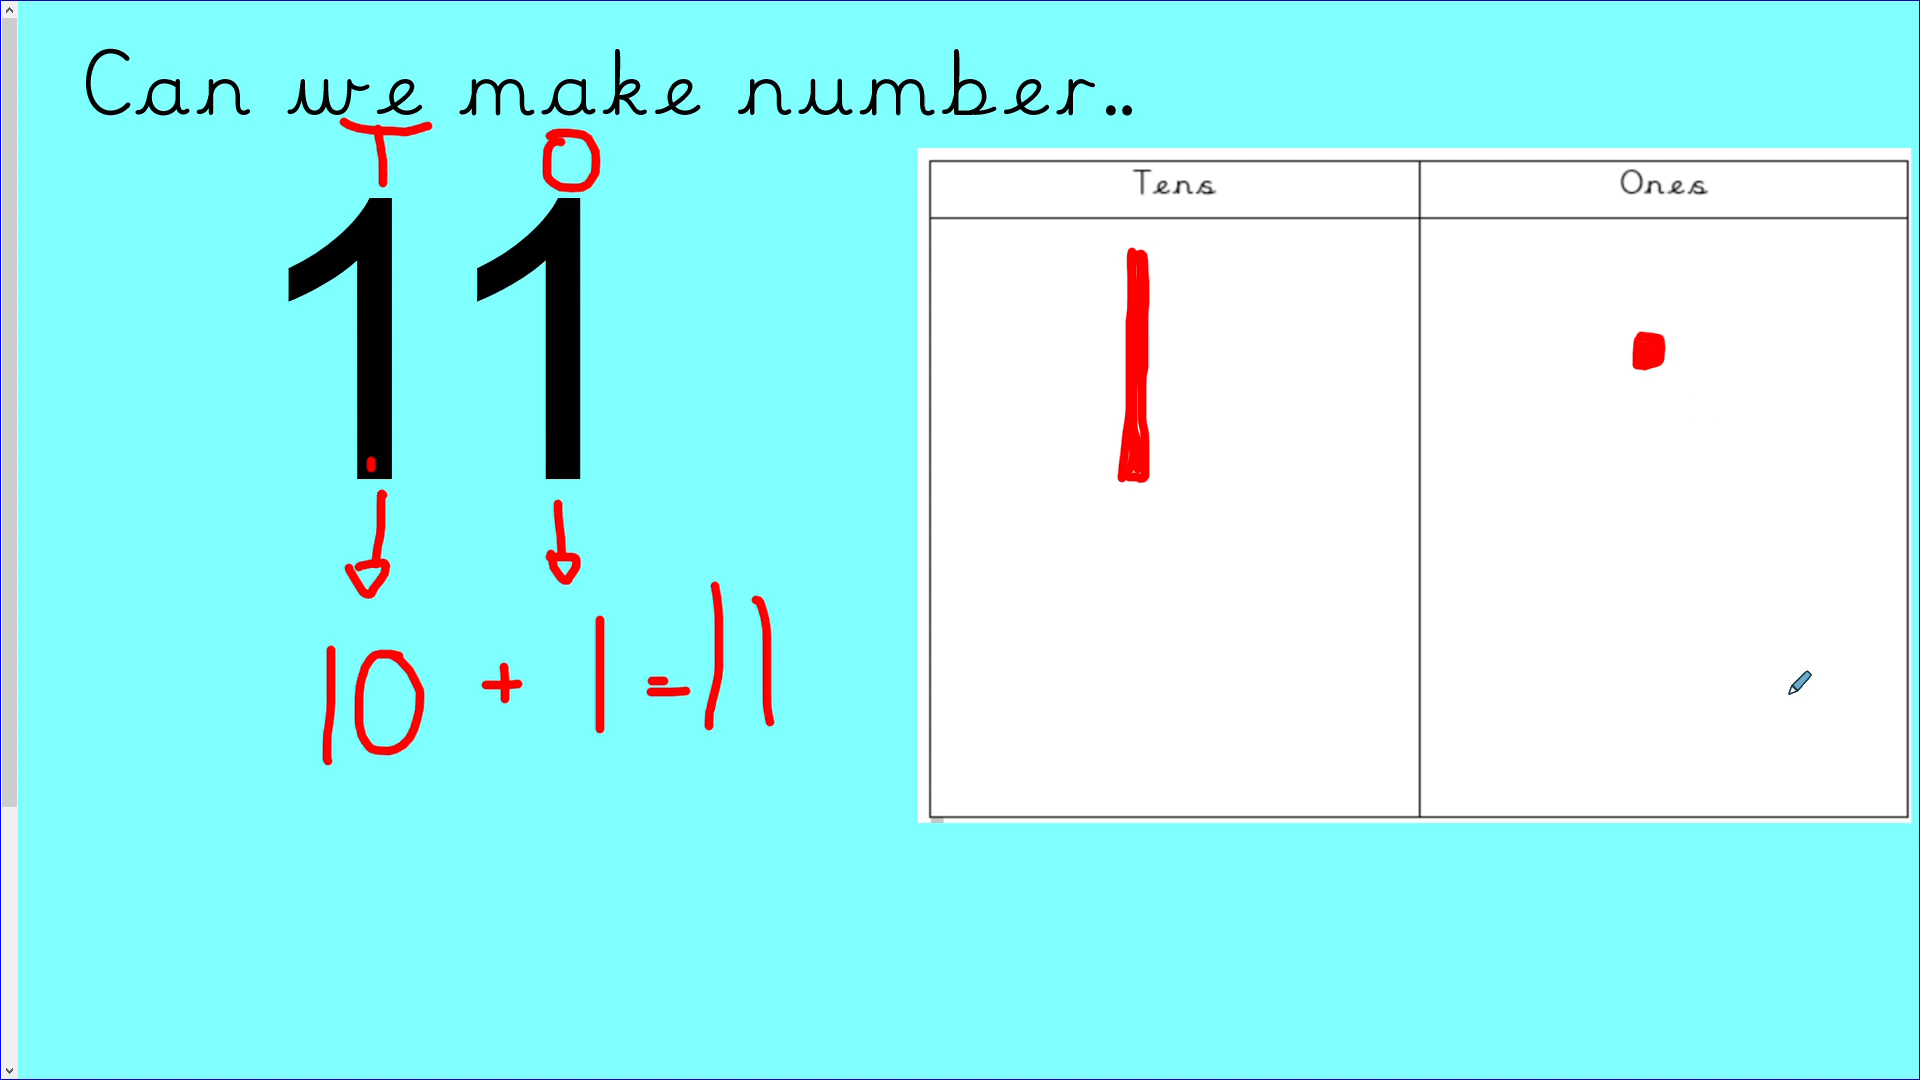 Can we make number..
T O
11
10 + 1 = 11
Tens Ones